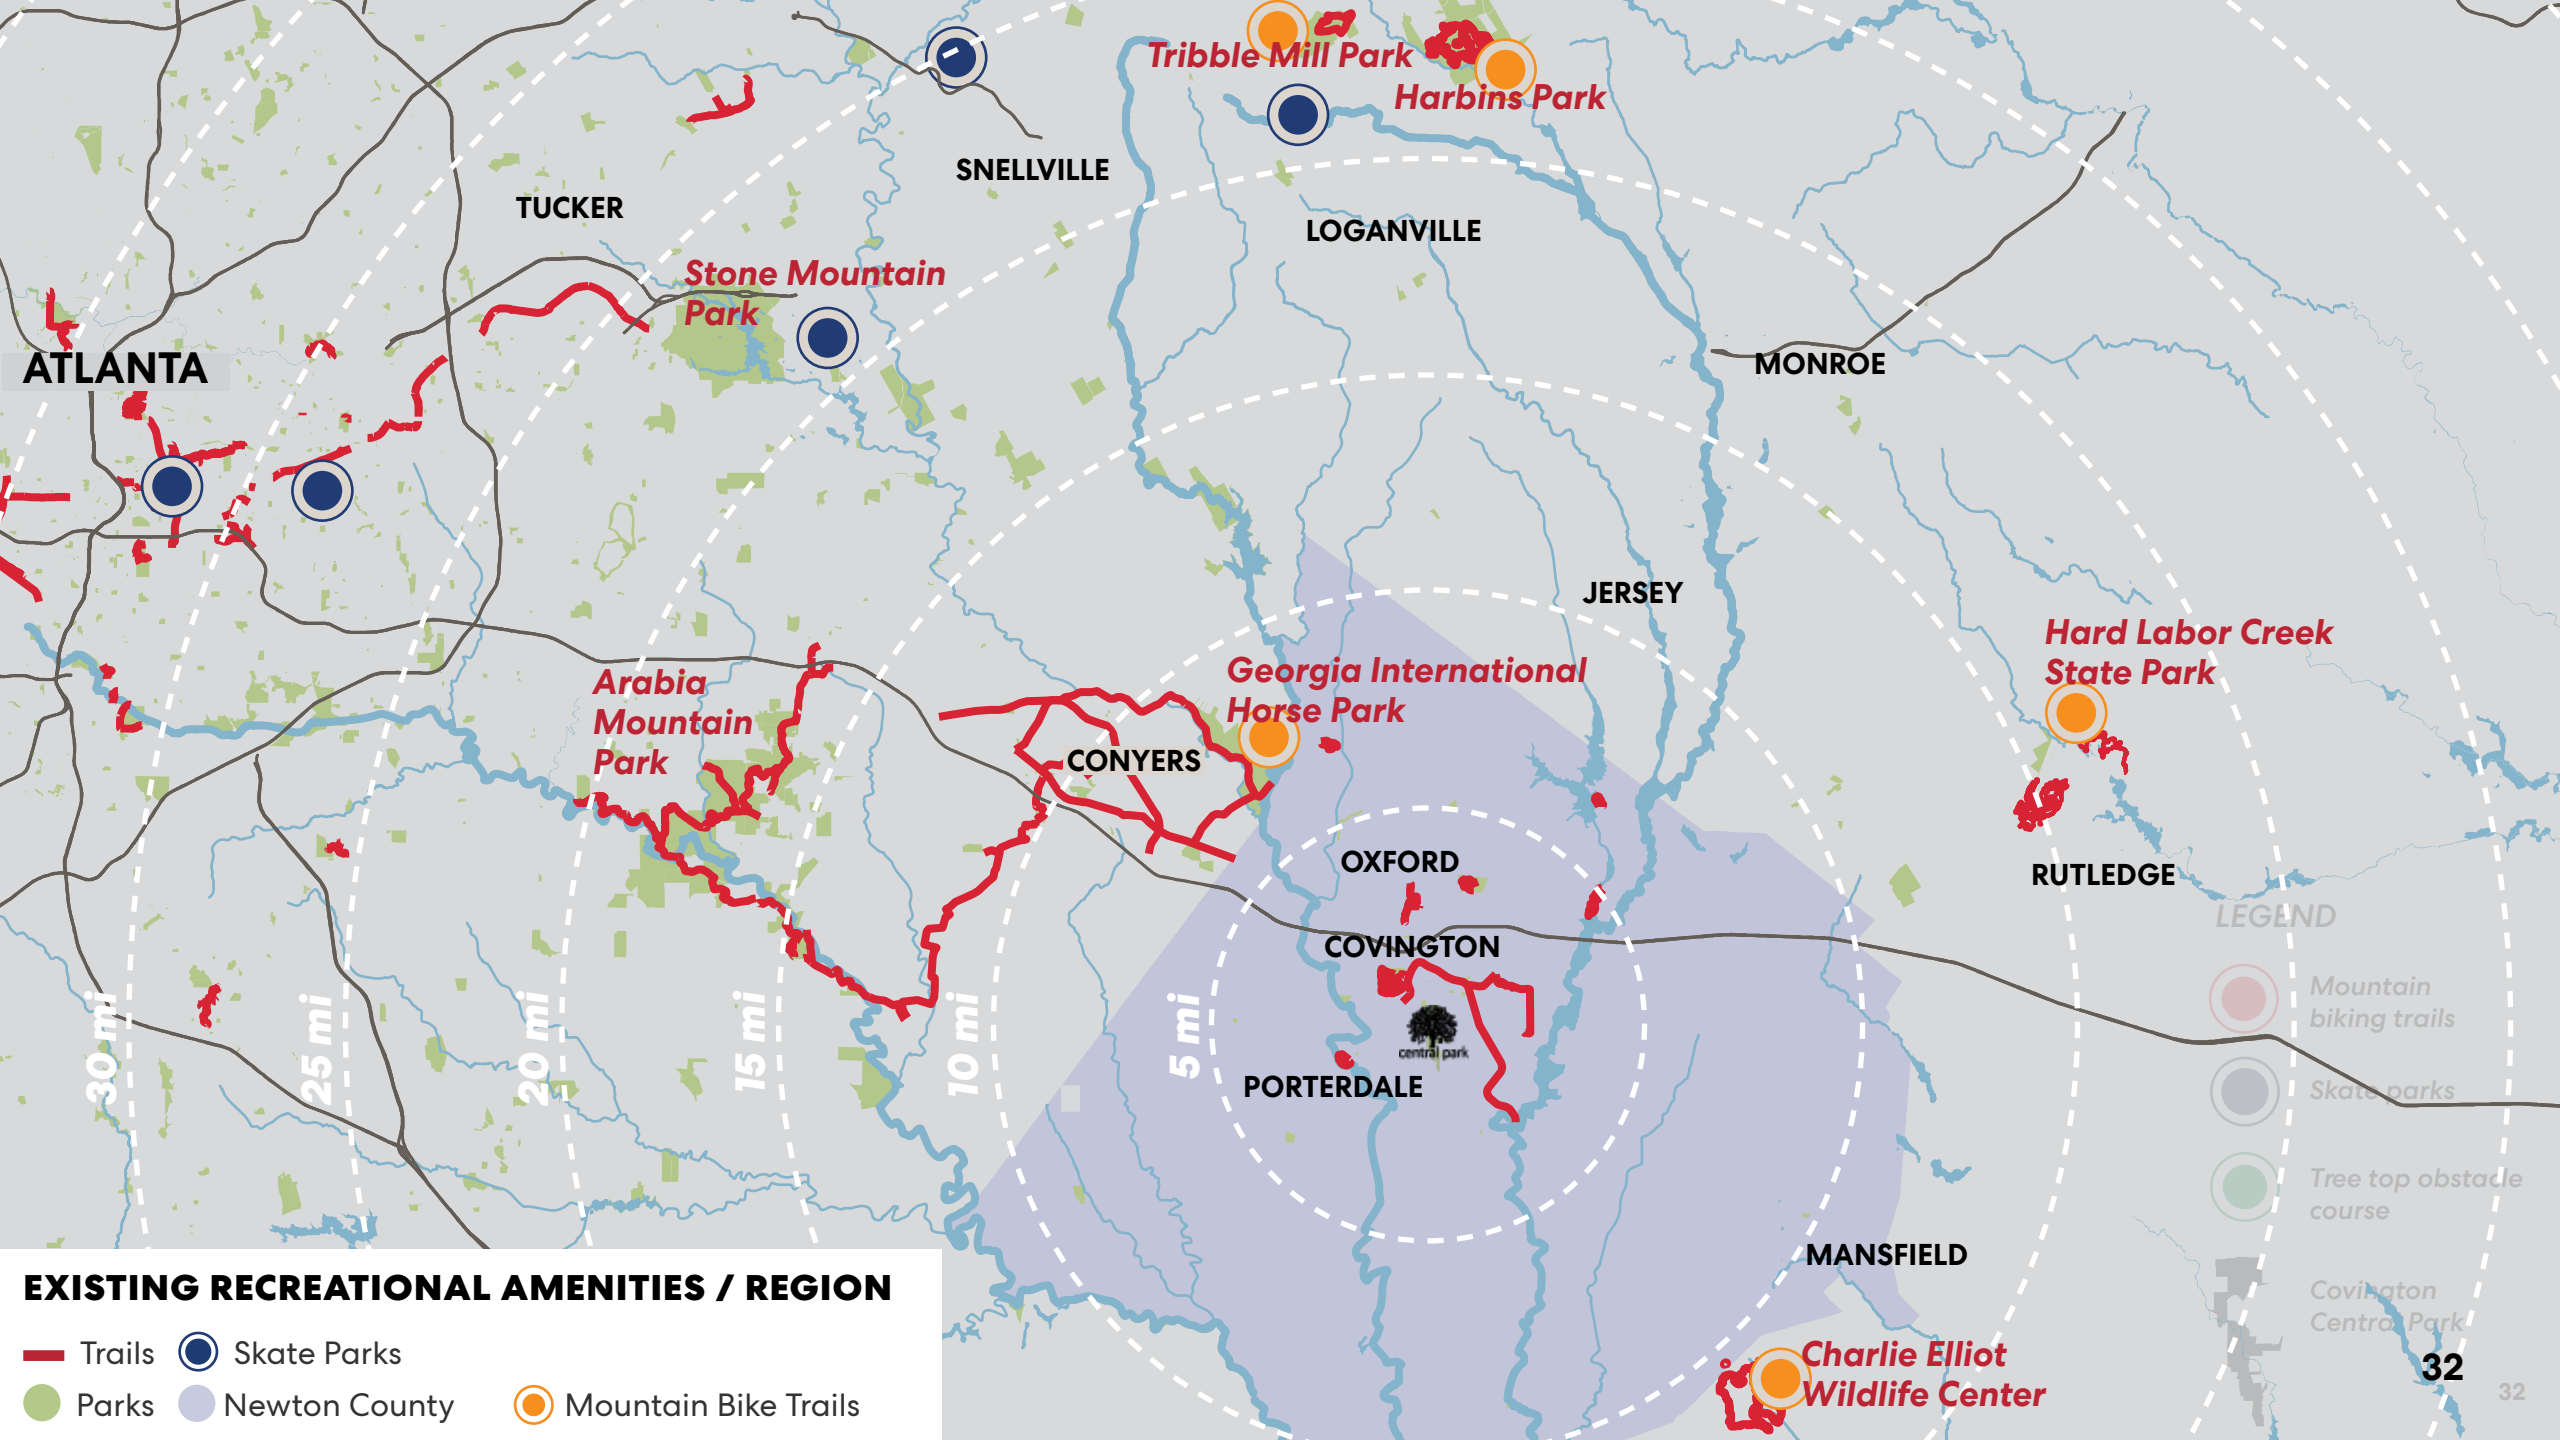 Tribble Mill Park
Harbins Park
SNELLVILLE
TUCKER
LOGANVILLE
Stone Mountain
Park
ATLANTA
MONROE
JERSEY
Hard Labor Creek
State Park
Georgia International
Horse Park
Arabia
Mountain
Park
CONYERS
OXFORD
RUTLEDGE
LEGEND
COVINGTON
Mountain
biking trails
30 mi
25 mi
20 mi
15 mi
10 mi
5 mi
central park
PORTERDALE
Skate parks
Tree top obstacle
course
MANSFIELD
Covington
Central Park
EXISTING RECREATIONAL AMENITIES / REGION
Trails
Skate Parks
Parks
Newton County
Mountain Bike Trails
Charlie Elliot
Wildlife Center
32
32